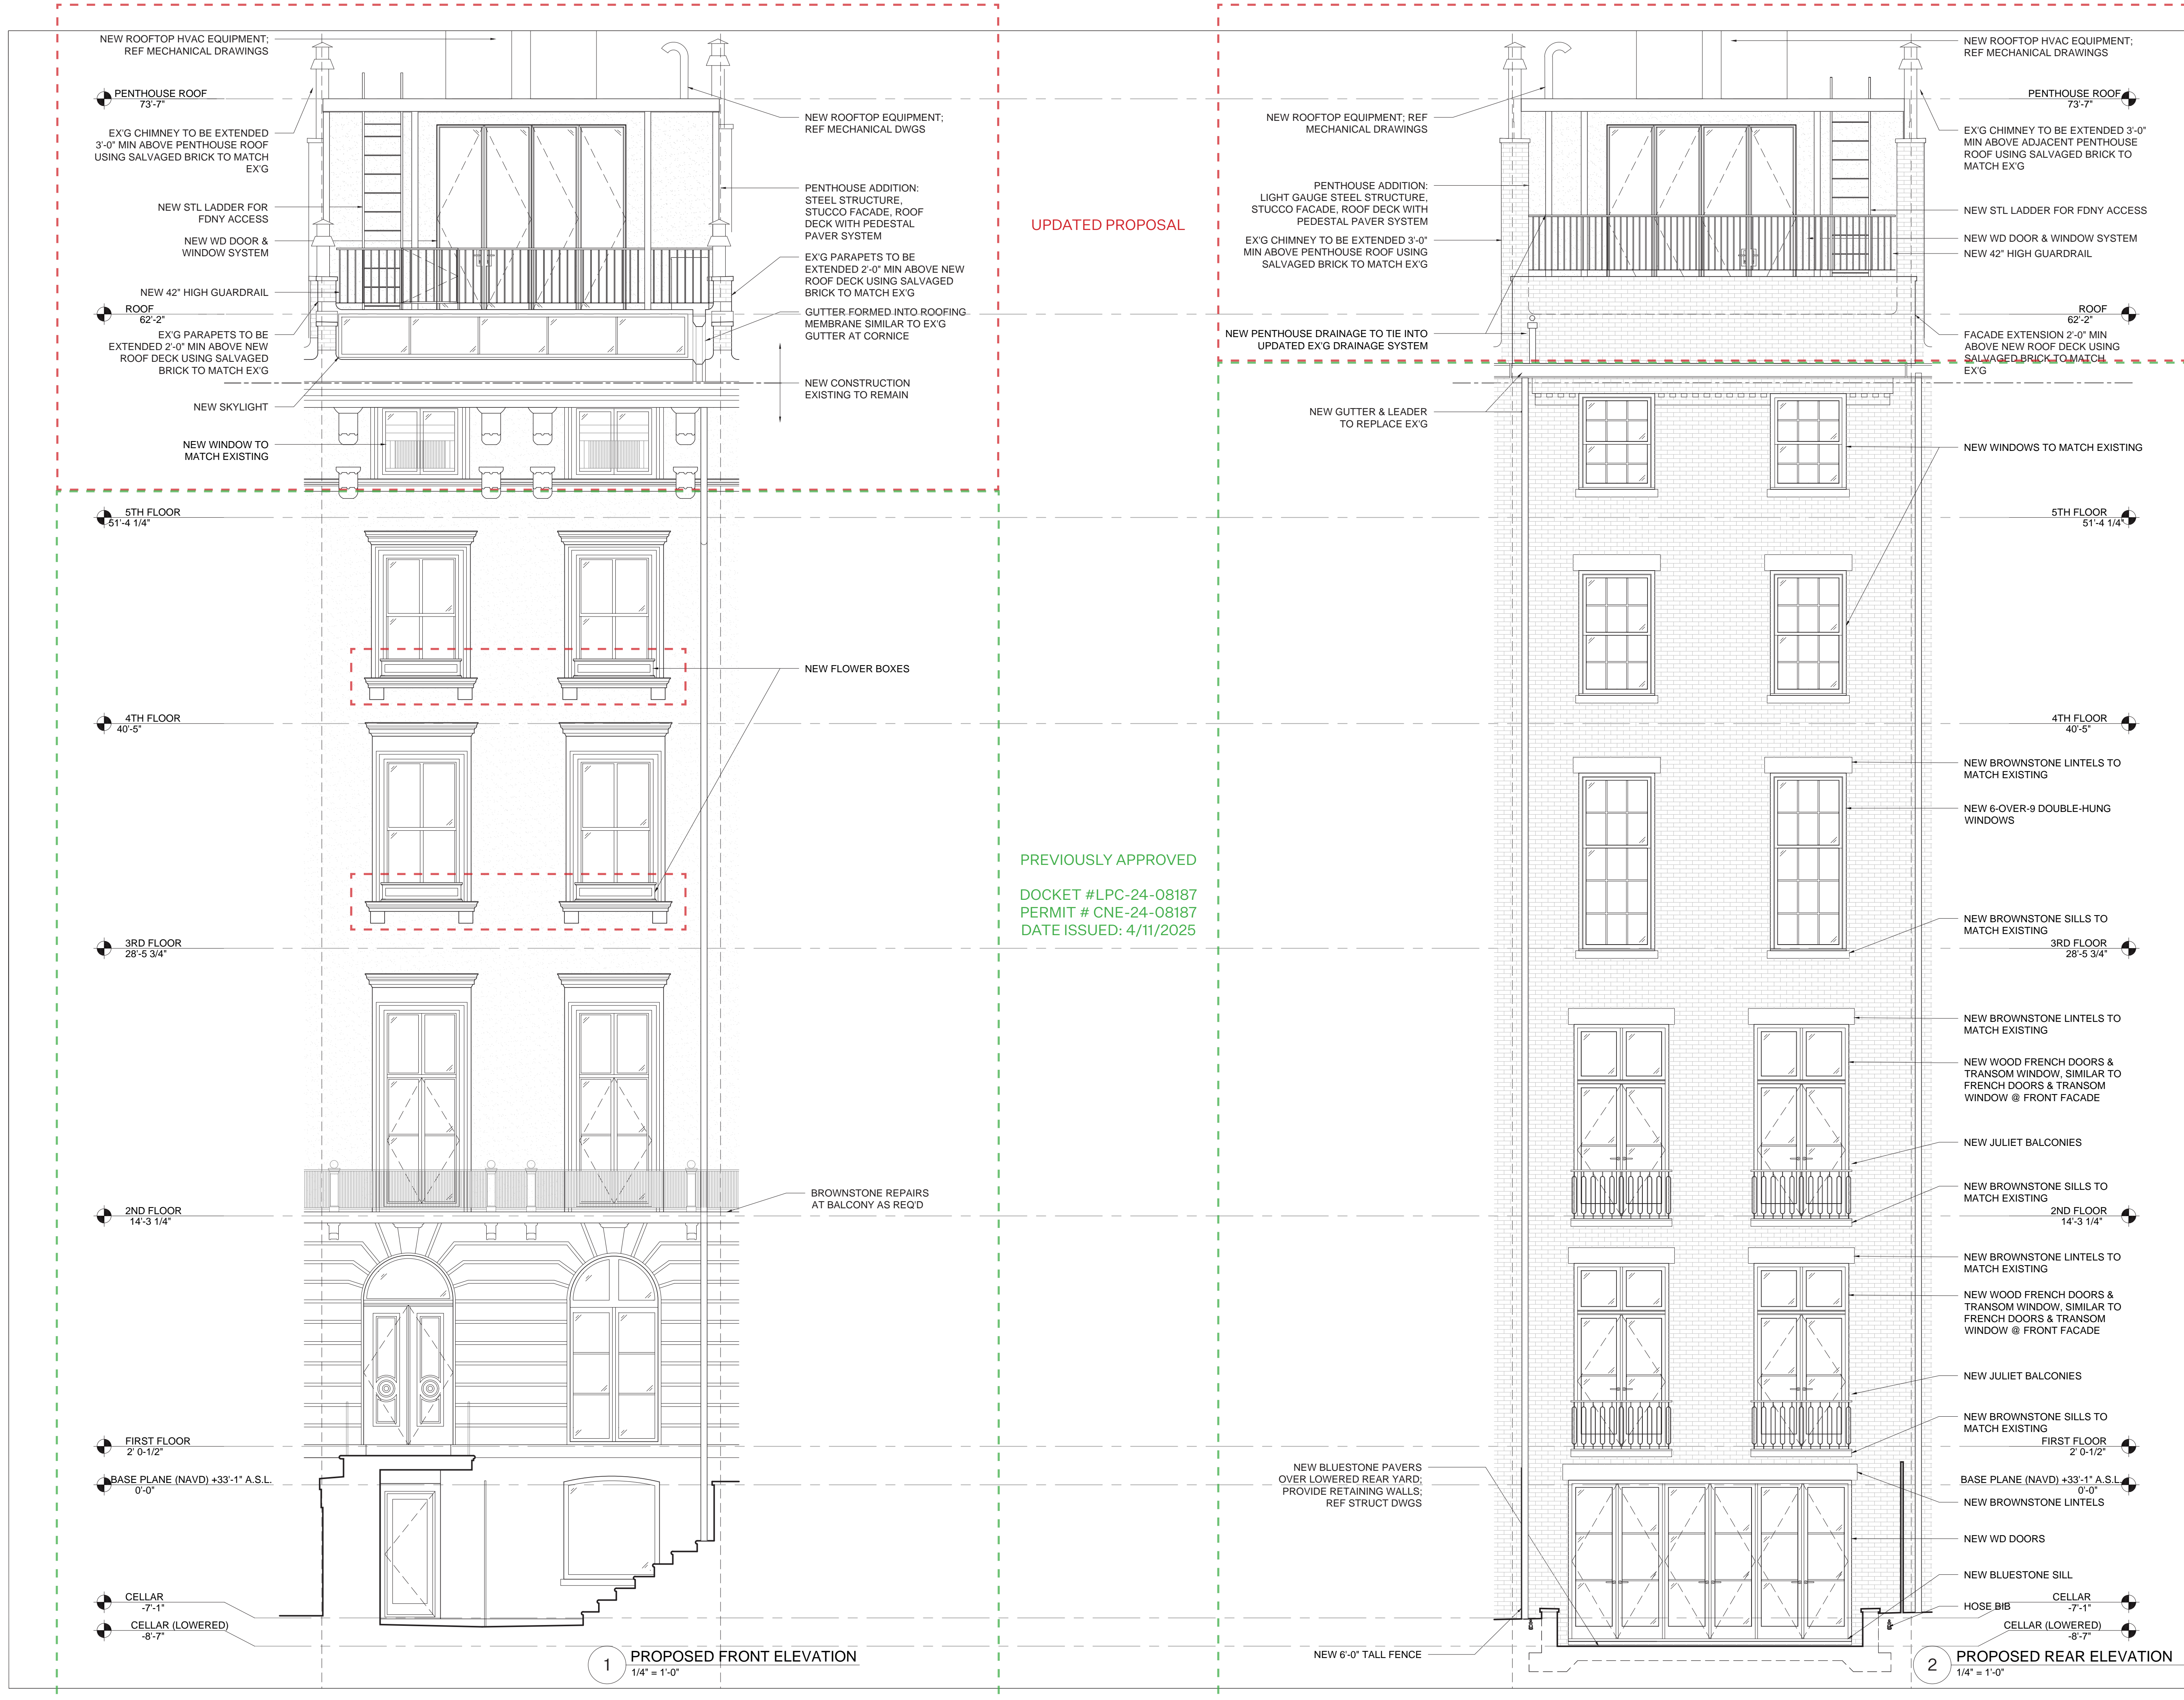 NEW ROOFTOP HVAC EQUIPMENT;
REF MECHANICAL DRAWINGS
PENTHOUSE ROOF
73'-7"
EX'G CHIMNEY TO BE EXTENDED
3'-0" MIN ABOVE PENTHOUSE ROOF
USING SALVAGED BRICK TO MATCH
EX'G
NEW STL LADDER FOR
FDNY ACCESS
NEW WD DOOR &
WINDOW SYSTEM
NEW 42" HIGH GUARDRAIL
ROOF
62'-2"
EX'G PARAPETS TO BE
EXTENDED 2'-0" MIN ABOVE NEW
ROOF DECK USING SALVAGED
BRICK TO MATCH EX'G
NEW SKYLIGHT
NEW WINDOW TO
MATCH EXISTING
5TH FLOOR
51'-4 1/4"
4TH FLOOR
40'-5"
3RD FLOOR
28'-5 3/4"
2ND FLOOR
14'-3 1/4"
FIRST FLOOR
2' 0-1/2"
BASE PLANE (NAVD) +33'-1" A.S.L.
0'-0"
CELLAR
-7'-1"
CELLAR (LOWERED)
-8'-7"
NEW ROOFTOP EQUIPMENT;
REF MECHANICAL DWGS
PENTHOUSE ADDITION:
STEEL STRUCTURE,
STUCCO FACADE, ROOF
DECK WITH PEDESTAL
PAVER SYSTEM
EX'G PARAPETS TO BE
EXTENDED 2'-0" MIN ABOVE NEW
ROOF DECK USING SALVAGED
BRICK TO MATCH EX'G
GUTTER FORMED INTO ROOFING
MEMBRANE SIMILAR TO EX'G
GUTTER AT CORNICE
NEW CONSTRUCTION
EXISTING TO REMAIN
NEW FLOWER BOXES
BROWNSTONE REPAIRS
AT BALCONY AS REQ'D
1
PROPOSED FRONT ELEVATION
1/4" = 1'-0"
UPDATED PROPOSAL
PREVIOUSLY APPROVED
DOCKET #LPC-24-08187
PERMIT # CNE-24-08187
DATE ISSUED: 4/11/2025
NEW ROOFTOP EQUIPMENT; REF
MECHANICAL DRAWINGS
PENTHOUSE ADDITION:
LIGHT GAUGE STEEL STRUCTURE,
STUCCO FACADE, ROOF DECK WITH
PEDESTAL PAVER SYSTEM
EX'G CHIMNEY TO BE EXTENDED 3'-0"
MIN ABOVE PENTHOUSE ROOF USING
SALVAGED BRICK TO MATCH EX'G
NEW PENTHOUSE DRAINAGE TO TIE INTO
UPDATED EX'G DRAINAGE SYSTEM
NEW GUTTER & LEADER
TO REPLACE EX'G
NEW BLUESTONE PAVERS
OVER LOWERED REAR YARD;
PROVIDE RETAINING WALLS;
REF STRUCT DWGS
NEW 6'-0" TALL FENCE
NEW ROOFTOP HVAC EQUIPMENT;
REF MECHANICAL DRAWINGS
PENTHOUSE ROOF
73'-7"
EX'G CHIMNEY TO BE EXTENDED 3'-0"
MIN ABOVE ADJACENT PENTHOUSE
ROOF USING SALVAGED BRICK TO
MATCH EX'G
NEW STL LADDER FOR FDNY ACCESS
NEW WD DOOR & WINDOW SYSTEM
NEW 42" HIGH GUARDRAIL
ROOF
62'-2"
FACADE EXTENSION 2'-0" MIN
ABOVE NEW ROOF DECK USING
SALVAGED BRICK TO MATCH
EX'G
NEW WINDOWS TO MATCH EXISTING
5TH FLOOR
51'-4 1/4"
4TH FLOOR
40'-5"
NEW BROWNSTONE LINTELS TO
MATCH EXISTING
NEW 6-OVER-9 DOUBLE-HUNG
WINDOWS
NEW BROWNSTONE SILLS TO
MATCH EXISTING
3RD FLOOR
28'-5 3/4"
NEW BROWNSTONE LINTELS TO
MATCH EXISTING
NEW WOOD FRENCH DOORS &
TRANSOM WINDOW, SIMILAR TO
FRENCH DOORS & TRANSOM
WINDOW @ FRONT FACADE
NEW JULIET BALCONIES
NEW BROWNSTONE SILLS TO
MATCH EXISTING
2ND FLOOR
14'-3 1/4"
NEW BROWNSTONE LINTELS TO
MATCH EXISTING
NEW WOOD FRENCH DOORS &
TRANSOM WINDOW, SIMILAR TO
FRENCH DOORS & TRANSOM
WINDOW @ FRONT FACADE
NEW JULIET BALCONIES
NEW BROWNSTONE SILLS TO
MATCH EXISTING
FIRST FLOOR
2' 0-1/2"
BASE PLANE (NAVD) +33'-1" A.S.L.
0'-0"
NEW BROWNSTONE LINTELS
NEW WD DOORS
NEW BLUESTONE SILL
HOSE BIB
CELLAR
-7'-1"
CELLAR (LOWERED)
-8'-7"
2
PROPOSED REAR ELEVATION
1/4" = 1'-0"